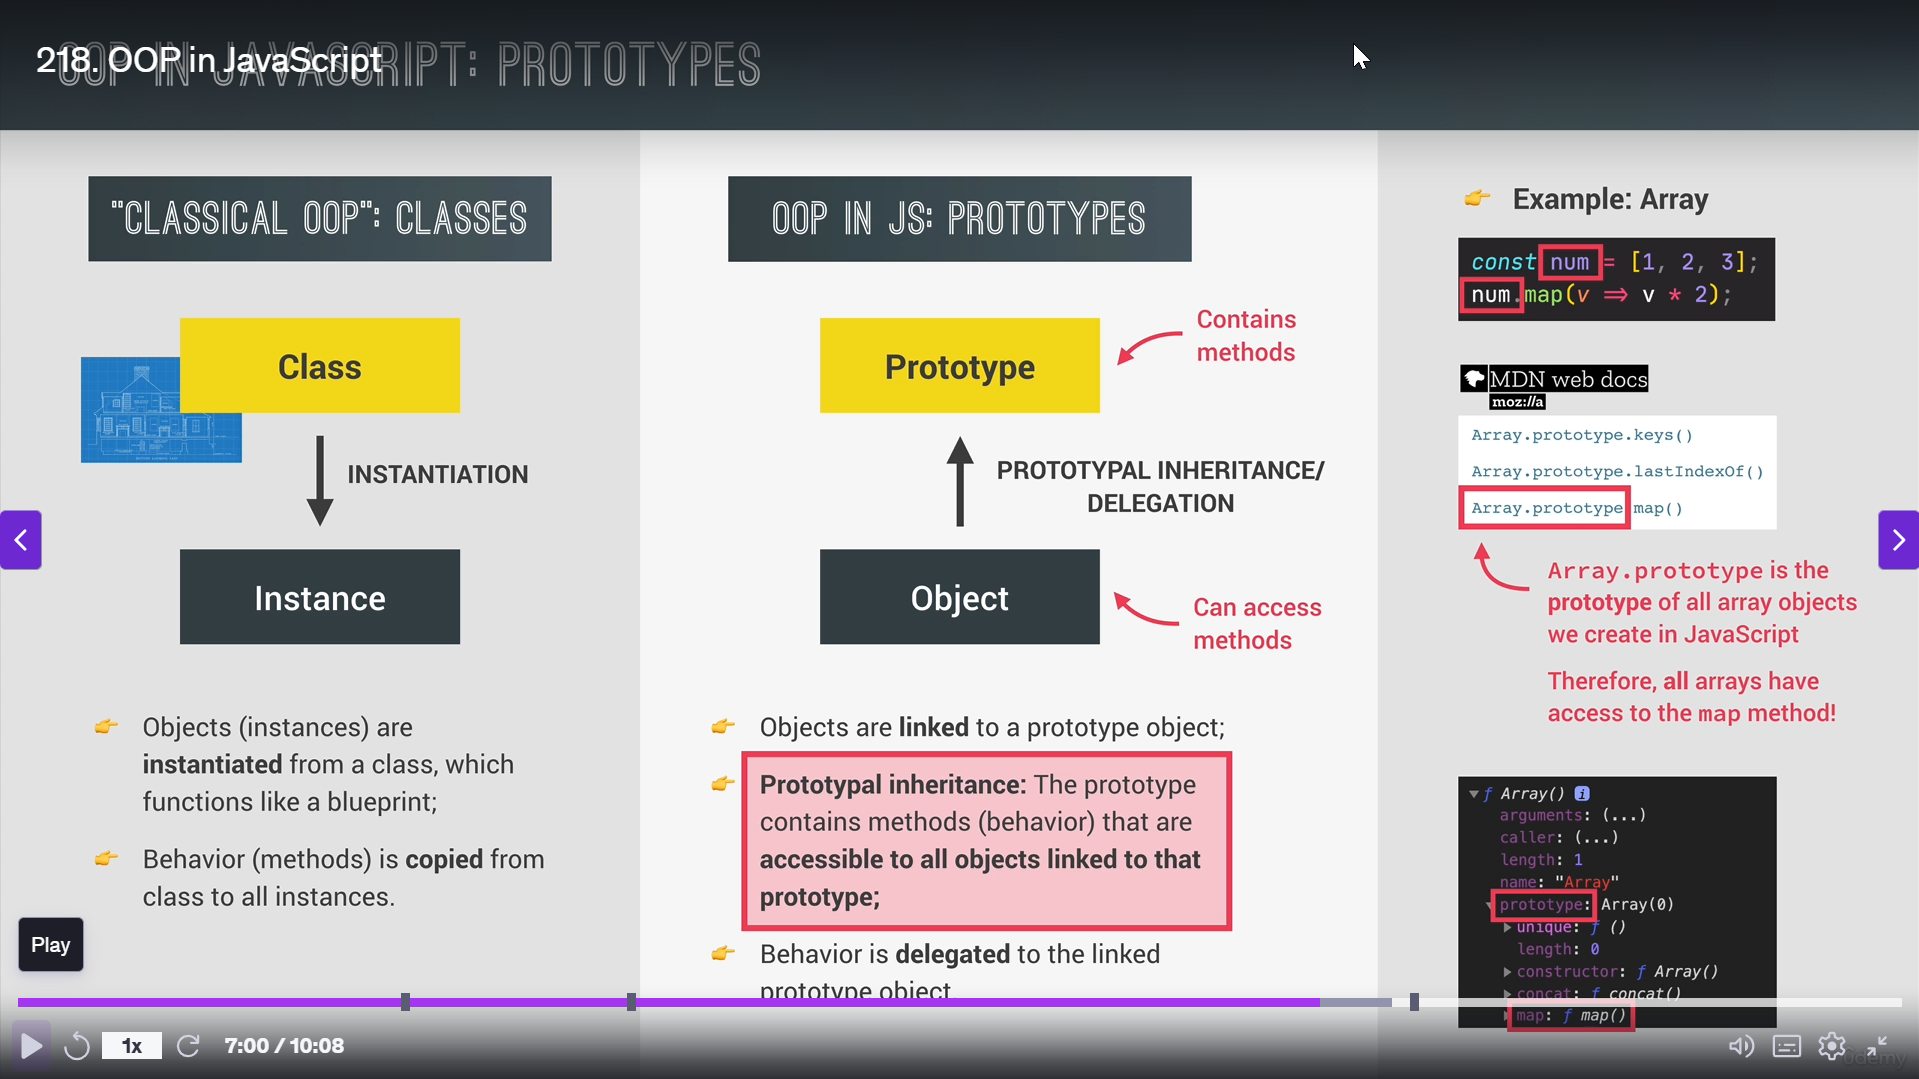 OOP IN JAVASCRIPT: PROTOTYPES
218. OOP in JavaScript
"CLASSICAL OOP": CLASSES
Class
INSTANTIATION
Instance
👉 Objects (instances) are
instantiated from a class, which
functions like a blueprint;
👉 Behavior (methods) is copied from
class to all instances.
OOP IN JS: PROTOTYPES
Prototype
Contains
methods
PROTOTYPAL INHERITANCE/
DELEGATION
Object
Can access
methods
👉 Objects are linked to a prototype object;
👉 Prototypal inheritance: The prototype
contains methods (behavior) that are
accessible to all objects linked to that
prototype;
👉 Behavior is delegated to the linked
prototype object
👉 Example: Array
const num = [1, 2, 3];
num.map(v => v * 2);
MDN web docs
moz://a
Array.prototype.keys()
Array.prototype.lastIndexOf()
Array.prototype.map()
Array.prototype is the
prototype of all array objects
we create in JavaScript
Therefore, all arrays have
access to the map method!
▼ƒ Array() i
arguments: (...)
caller: (...)
length: 1
name: "Array"
▼prototype: Array(0)
▶unique: ƒ ()
length: 0
▶constructor: ƒ Array()
▶concat: ƒ concat()
▶map: ƒ map()
Play
1x
7:00 / 10:08
ûdemy